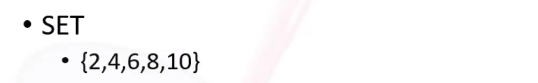 • SET
• {2,4,6,8,10}